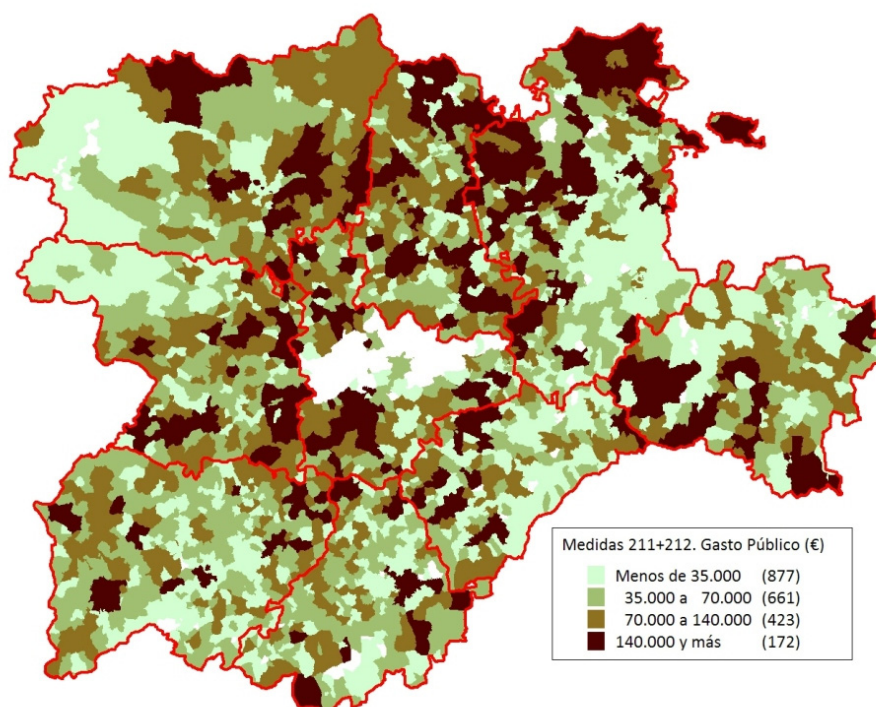 Medidas 211+212. Gasto Público (€)
Menos de 35.000 (877)
35.000 a 70.000 (661)
70.000 a 140.000 (423)
140.000 y más (172)